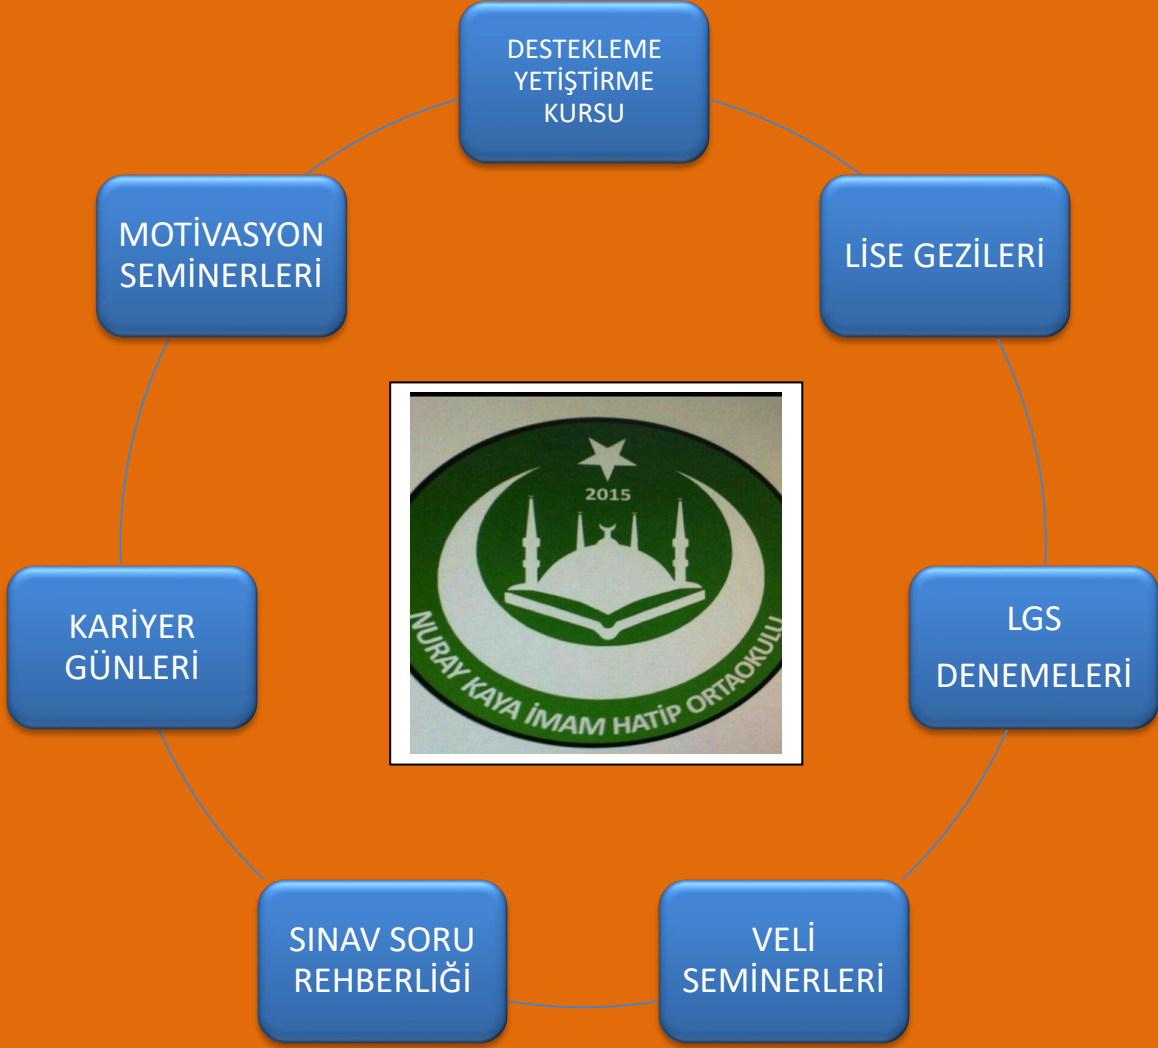 DESTEKLEME
YETİŞTİRME
KURSU
LİSE GEZİLERİ
LGS
DENEMELERİ
VELİ
SEMİNERLERİ
SINAV SORU
REHBERLİĞİ
KARİYER
GÜNLERİ
MOTİVASYON
SEMİNERLERİ
2015
NURAY KAYA İMAM HATİP ORTAOKULU